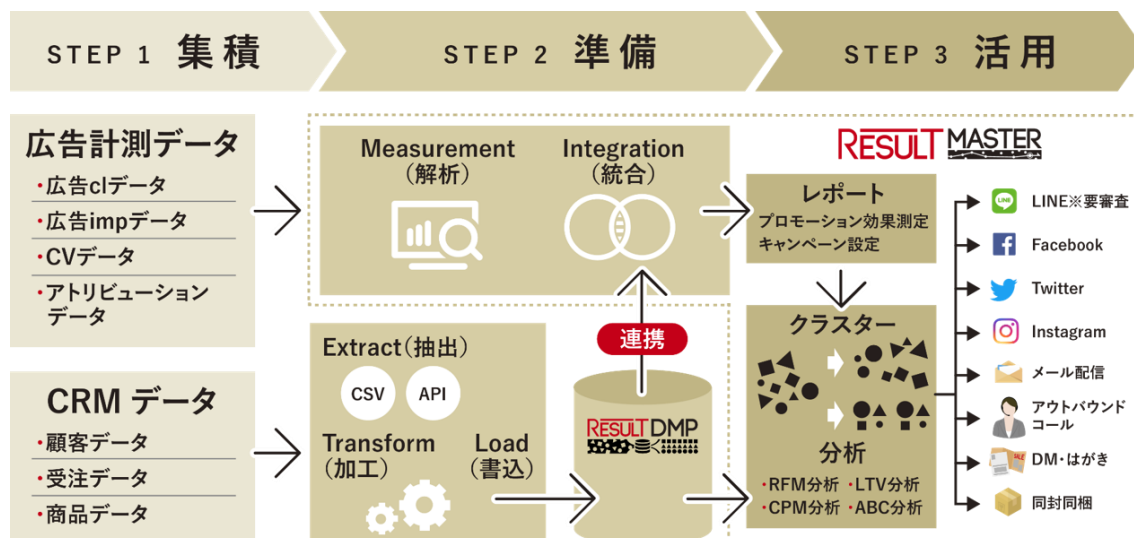 STEP 1 集積
STEP 2 準備
STEP 3 活用
広告計測データ
・広告clデータ
・広告impデータ
・CVデータ
・アトリビューション
データ
CRM データ
・顧客データ
・受注データ
・商品データ
Measurement
(解析)
Integration
(統合)
連携
Extract(抽出)
CSV
API
Transform
(加工)
Load
(書込)
RESULT DMP
RESULT MASTER
レポート
プロモーション効果測定
キャンペーン設定
クラスター
分析
・RFM分析 ・LTV分析
・CPM分析 ・ABC分析
LINE
LINE※要審査
Facebook
Twitter
Instagram
メール配信
アウトバウンド
コール
SALE
DM・はがき
同封同梱